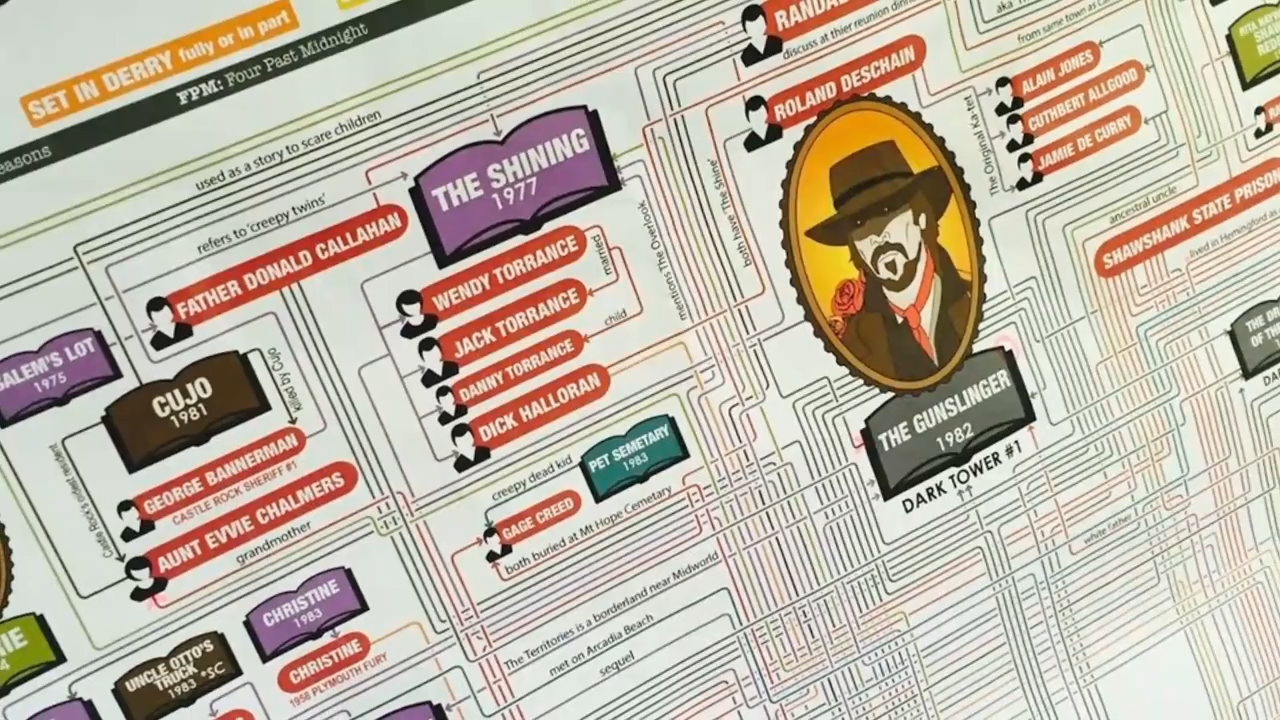 SET IN DERRY fully or in part
FPM: Four Past Midnight
used as a story to scare children
refers to 'creepy twins'
FATHER DONALD CALLAHAN
THE SHINING
1977
WENDY TORRANCE
JACK TORRANCE
DANNY TORRANCE
DICK HALLORAN
married
child
mentions The Overlook
both have 'The Shine'
discuss at thier reunion
ROLAND DESCHAIN
aka
from same town as
ALAIN JONES
CUTHBERT ALLGOOD
JAMIE DE CURRY
The Original Ka-tet
ancestral uncle
SHAWSHANK STATE PRISON
lived in Hemingford
1975
CUJO
1981
killed by Cujo
GEORGE BANNERMAN
CASTLE ROCK SHERIFF #1
AUNT EVVIE CHALMERS
Castle Rock's oldest resident
grandmother
PET SEMETARY
1983
creepy dead kid
GAGE CREED
both buried at Mt Hope Cemetary
THE GUNSLINGER
1982
DARK TOWER #1
white father
CHRISTINE
1983
CHRISTINE
1958 PLYMOUTH FURY
UNCLE OTTO'S
TRUCK
1983 *SC
The Territories is a borderland near Midworld
met on Arcadia Beach
sequel